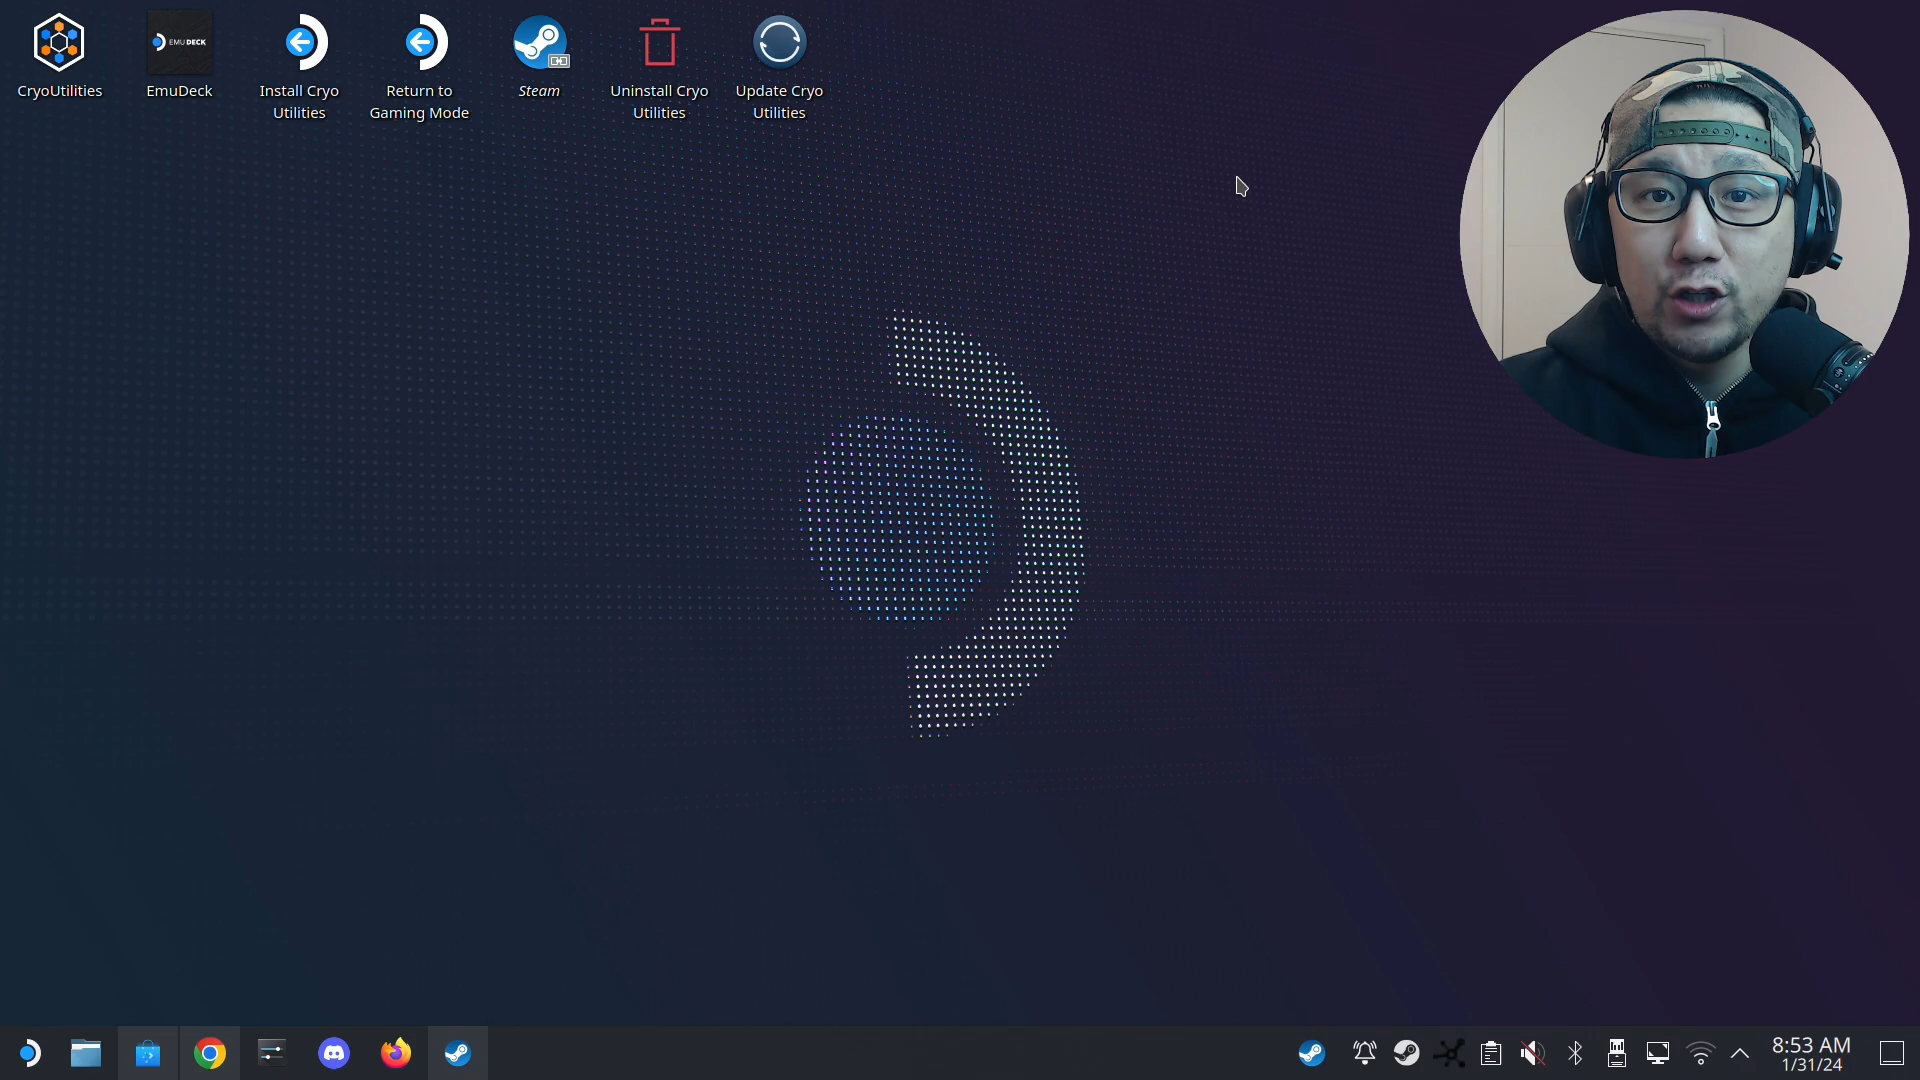 EMUDECK
CryoUtilities
EmuDeck
Install Cryo
Utilities
Return to
Gaming Mode
Steam
Uninstall Cryo
Utilities
Update Cryo
Utilities
8:53 AM
1/31/24